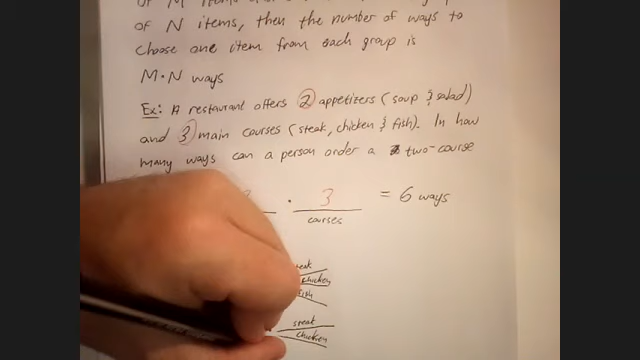 of N items, then the number of ways to
choose one item from each group is
M·N ways
Ex: A restaurant offers 2 appetizers (soup & salad)
and 3 main courses (steak, chicken & fish). In how
many ways can a person order a two-course
· 3 = 6 ways
courses
chicken
steak
chicken